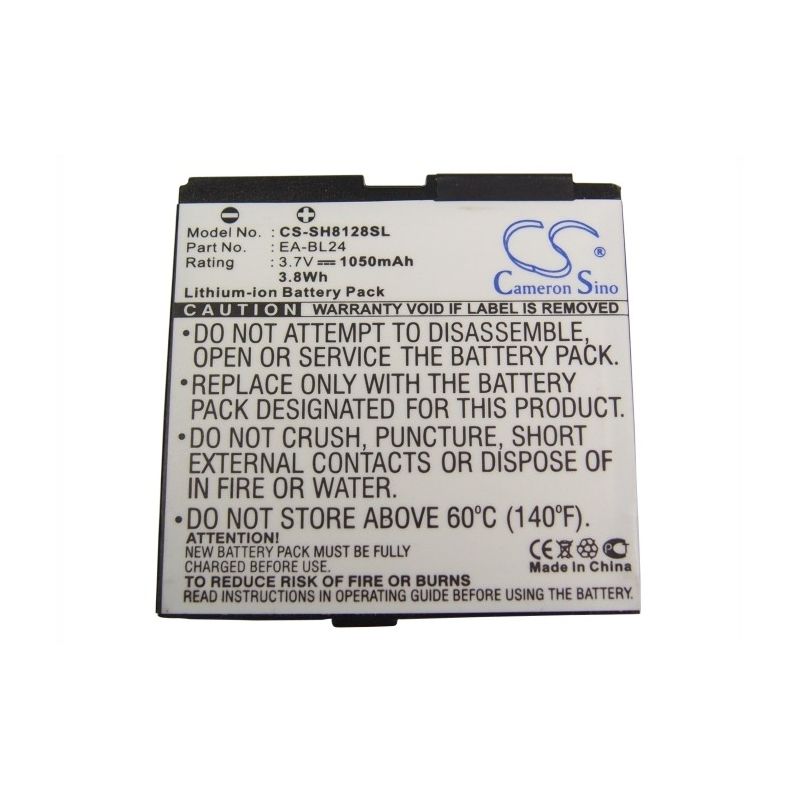 Model No. : CS-SH8128SL
Part No. : EA-BL24
Rating : 3.7V 1050mAh
3.8Wh
Lithium-ion Battery Pack
CS
Cameron Sino
CAUTION WARRANTY VOID IF LABEL IS REMOVED
•DO NOT ATTEMPT TO DISASSEMBLE,
OPEN OR SERVICE THE BATTERY PACK.
•REPLACE ONLY WITH THE BATTERY
PACK DESIGNATED FOR THIS PRODUCT.
•DO NOT CRUSH, PUNCTURE, SHORT
EXTERNAL CONTACTS OR DISPOSE OF
IN FIRE OR WATER.
•DO NOT STORE ABOVE 60°C (140°F).
ATTENTION:
NEW BATTERY PACK MUST BE FULLY
CHARGED BEFORE USE.
TO REDUCE RISK OF FIRE OR BURNS
READ INSTRUCTIONS IN OPERATING MANUAL BEFORE USE.
CE
Made In China